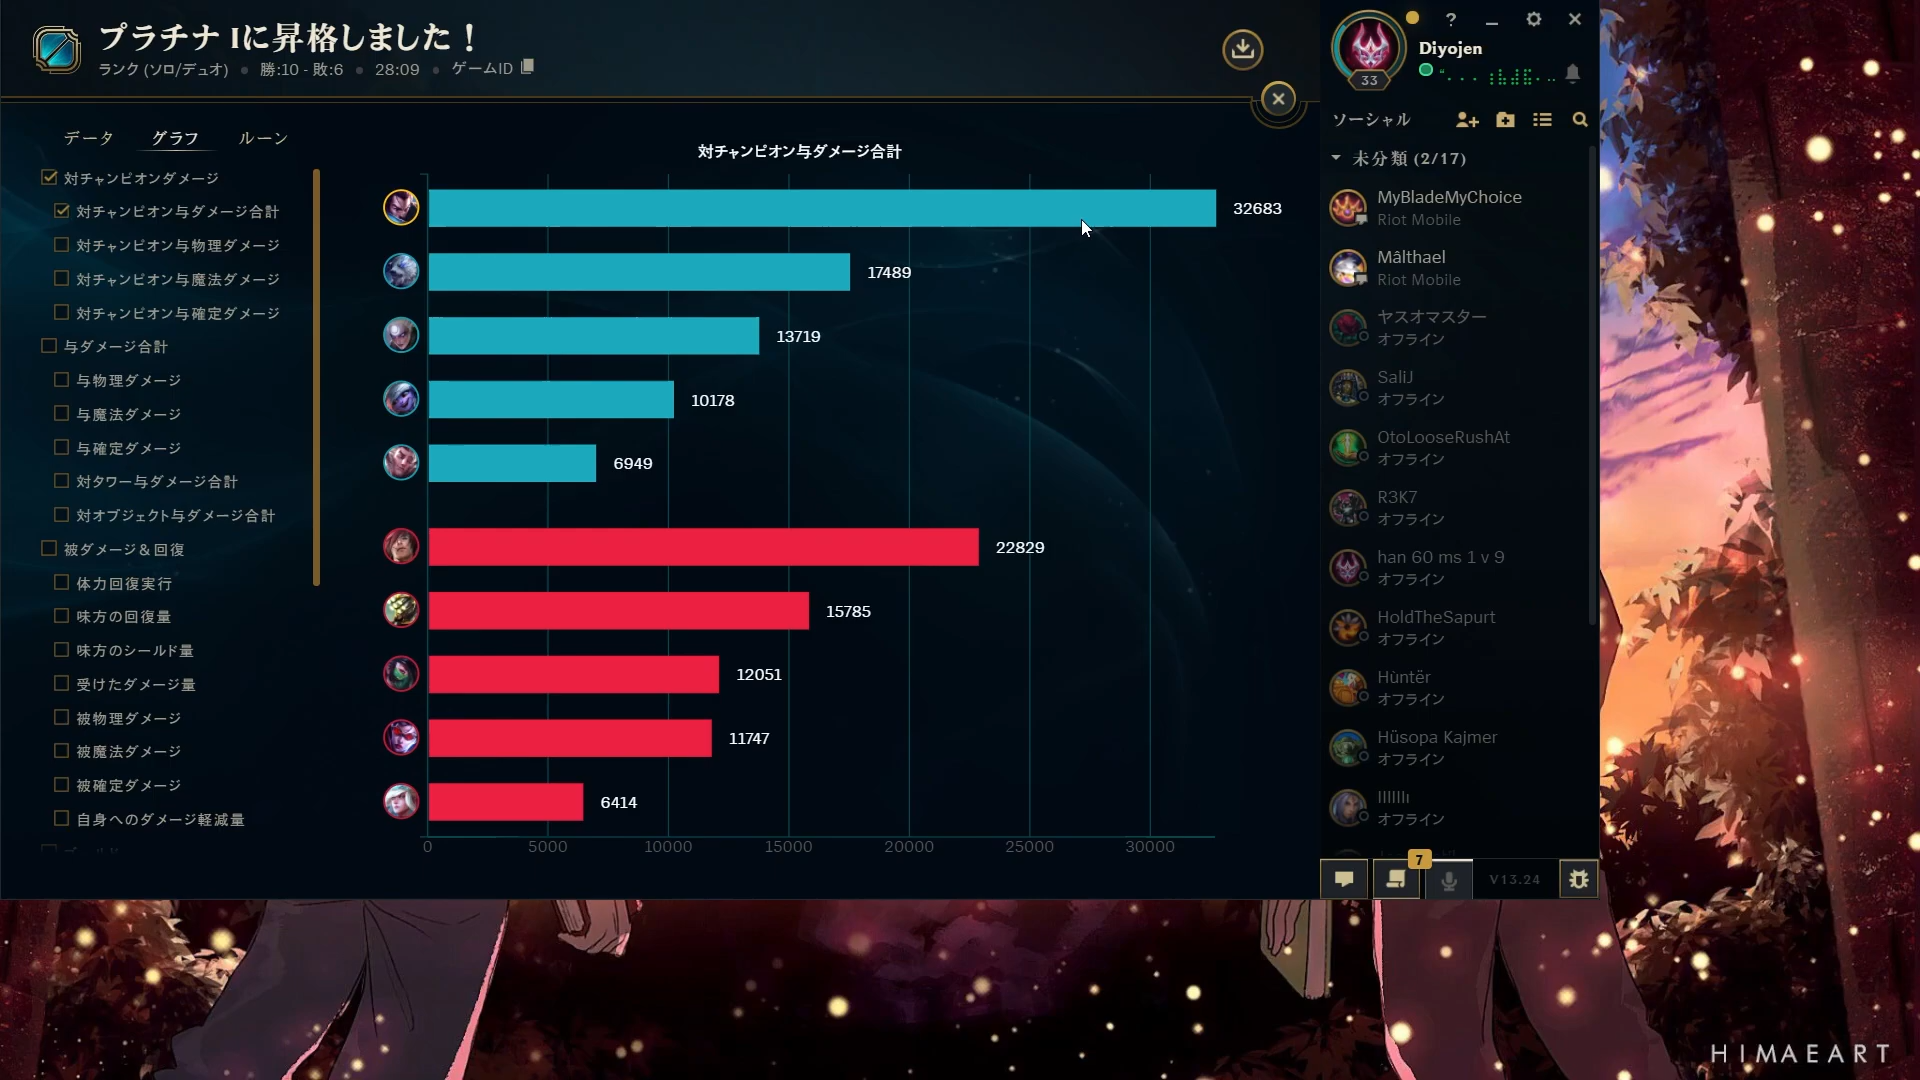 プラチナ Iに昇格しました！
ランク (ソロ/デュオ) • 勝:10 - 敗:6 • 28:09 • ゲームID
データ グラフ ルーン
対チャンピオンダメージ
対チャンピオン与ダメージ合計
対チャンピオン与物理ダメージ
対チャンピオン与魔法ダメージ
対チャンピオン与確定ダメージ
与ダメージ合計
与物理ダメージ
与魔法ダメージ
与確定ダメージ
対タワー与ダメージ合計
対オブジェクト与ダメージ合計
被ダメージ＆回復
体力回復実行
味方の回復量
味方のシールド量
受けたダメージ量
被物理ダメージ
被魔法ダメージ
被確定ダメージ
自身へのダメージ軽減量
対チャンピオン与ダメージ合計
32683
17489
13719
10178
6949
22829
15785
12051
11747
6414
0 5000 10000 15000 20000 25000 30000
33
?
Diyojen
ソーシャル
未分類 (2/17)
MyBladeMyChoice
Riot Mobile
Mâlthael
Riot Mobile
ヤスオマスター
オフライン
SaliJ
オフライン
OtoLooseRushAt
オフライン
R3K7
オフライン
han 60 ms 1 v 9
オフライン
HoldTheSapurt
オフライン
Hùntër
オフライン
Hüsopa Kajmer
オフライン
オフライン
7
V13.24
HIMAEART